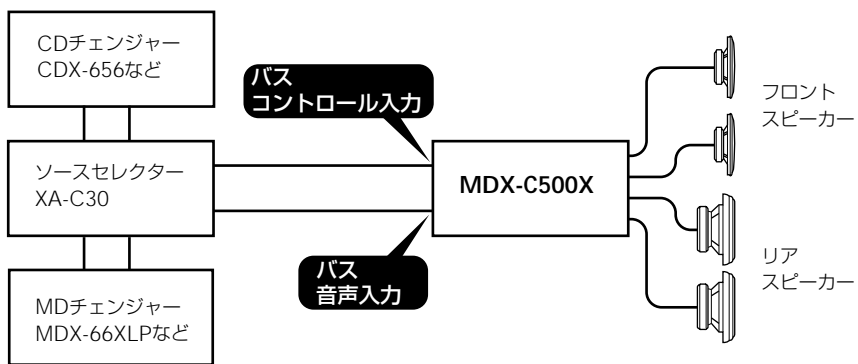 CDチェンジャー
CDX-656など
バス
コントロール入力
フロント
スピーカー
ソースセレクター
XA-C30
MDX-C500X
バス
音声入力
リア
スピーカー
MDチェンジャー
MDX-66XLPなど